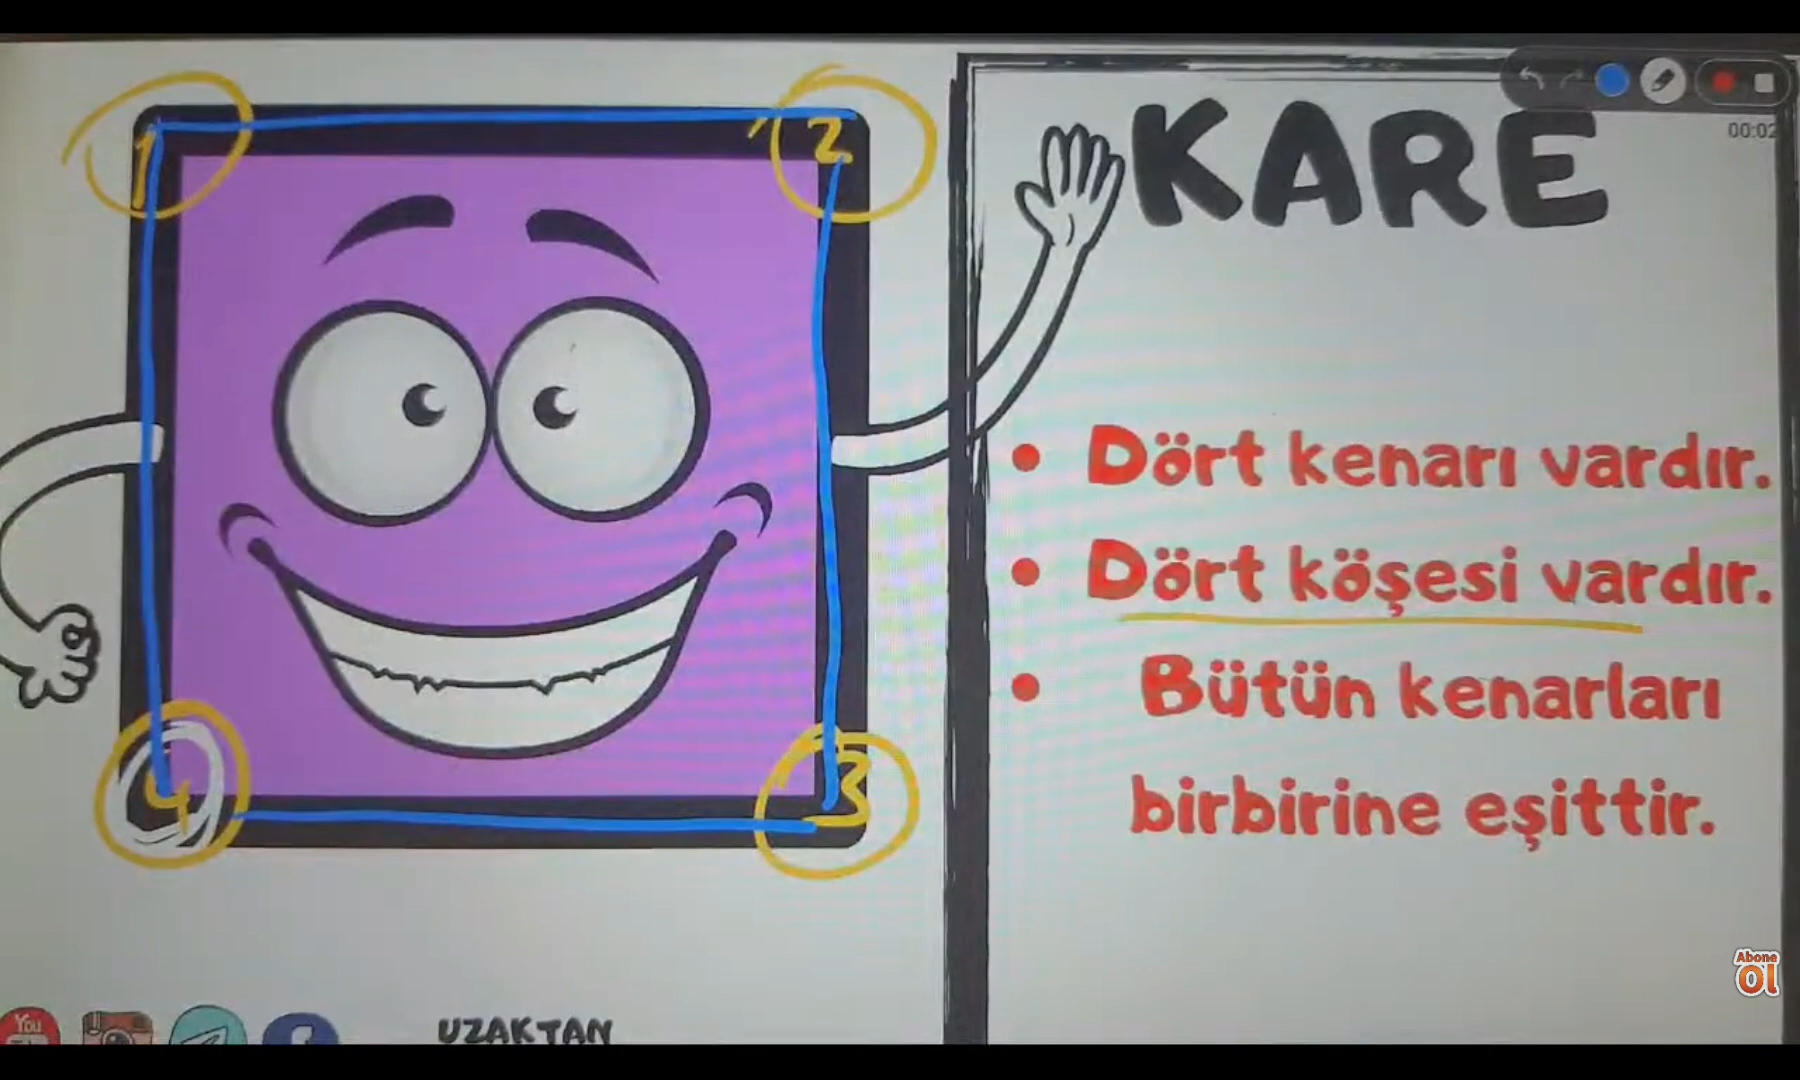 KARE
00:02
1
2
• Dört kenarı vardır.
• Dört köşesi vardır.
• Bütün kenarları
birbirine eşittir.
4
3
Abone
Ol
You
UZAKTAN